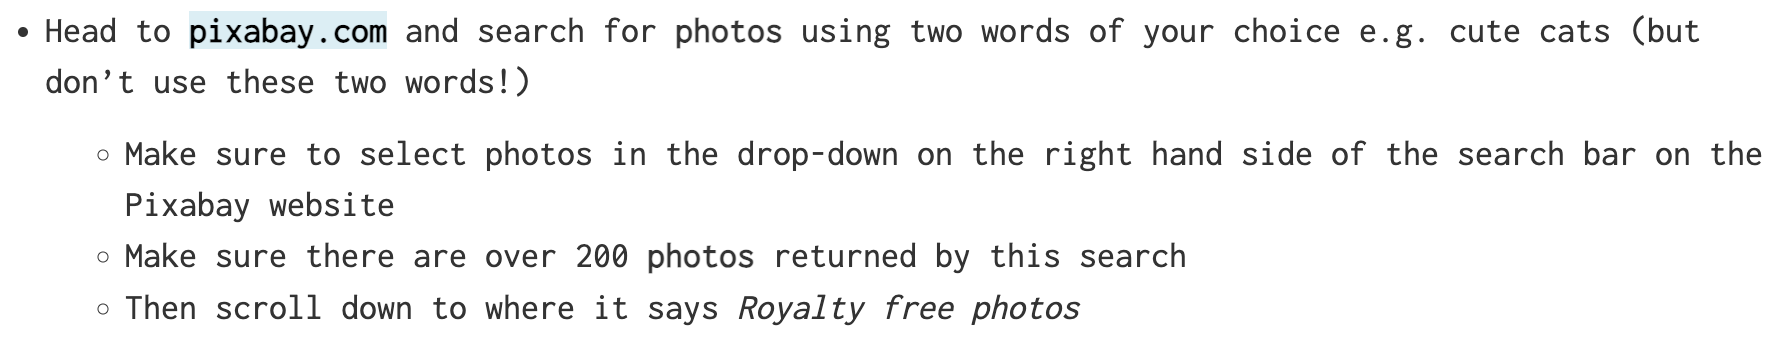 • Head to pixabay.com and search for photos using two words of your choice e.g. cute cats (but
don’t use these two words!)
◦ Make sure to select photos in the drop-down on the right hand side of the search bar on the
Pixabay website
◦ Make sure there are over 200 photos returned by this search
◦ Then scroll down to where it says Royalty free photos